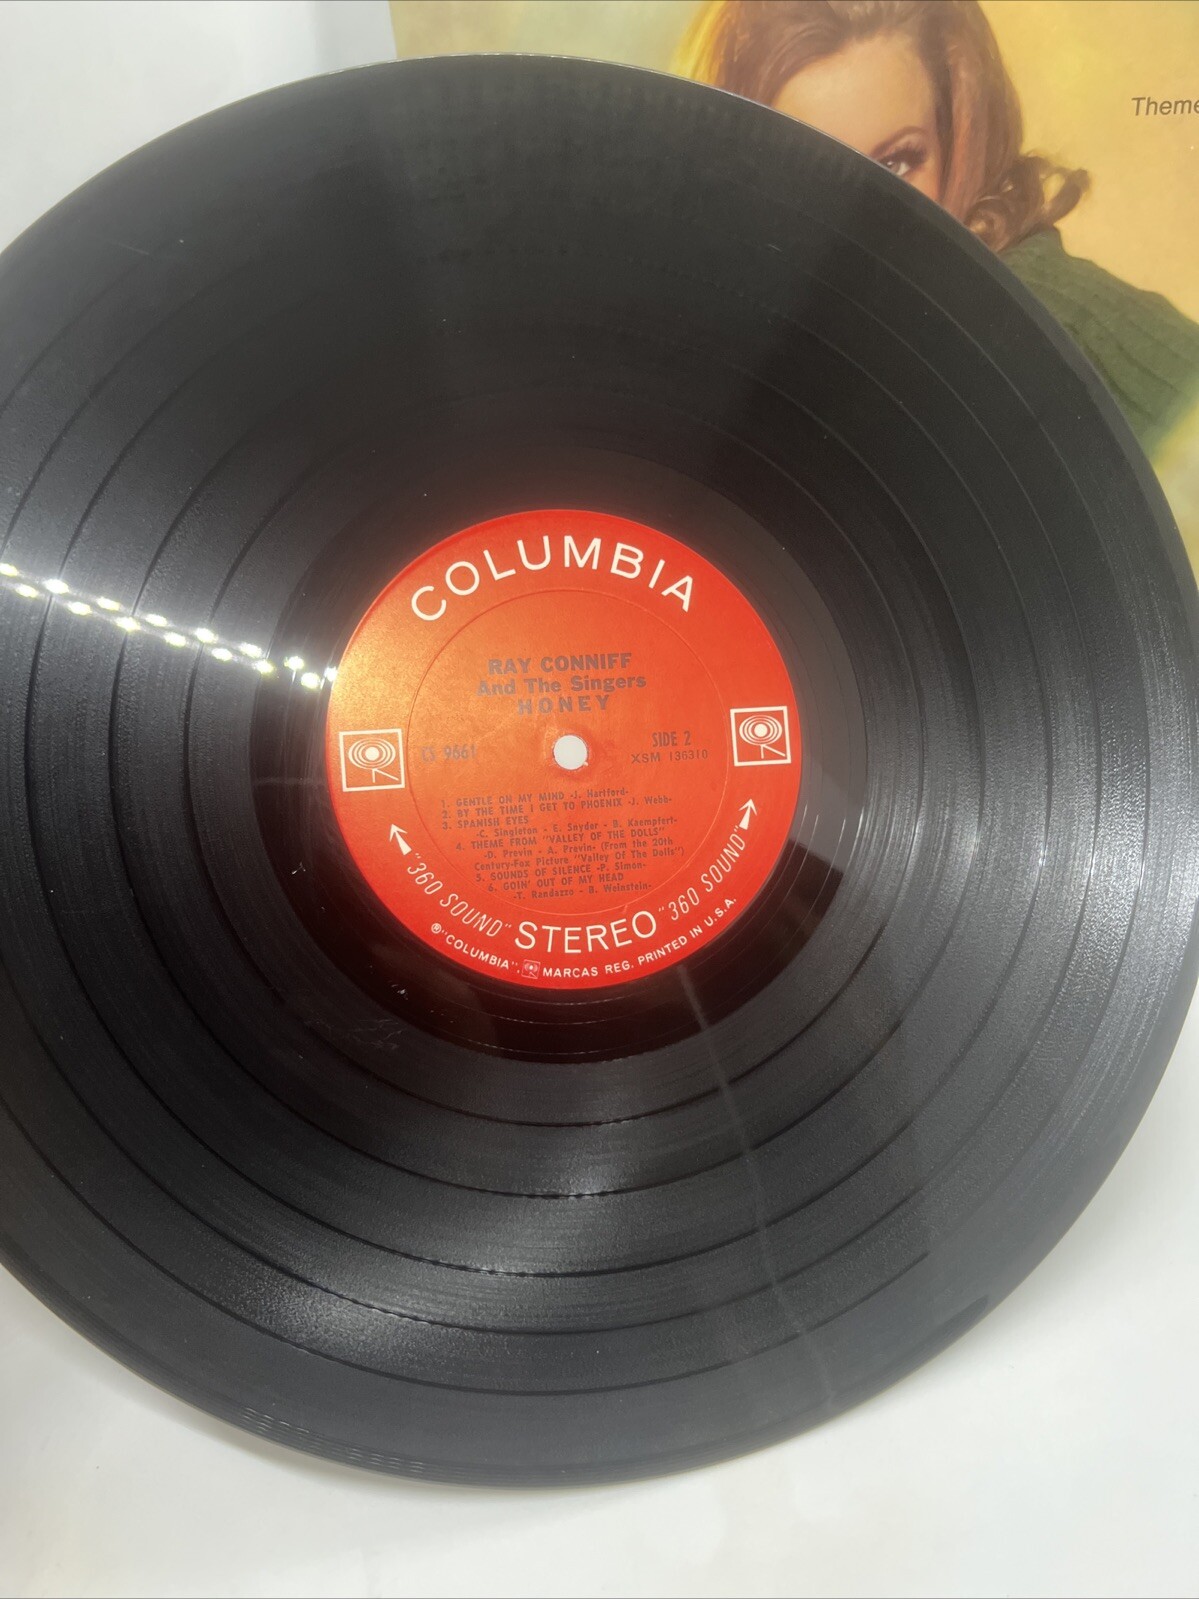 Theme
COLUMBIA
RAY CONNIFF
And The Singers
HONEY
CS 9661
SIDE 2
XSM 136310
1. GENTLE ON MY MIND -J. Hartford-
2. BY THE TIME I GET TO PHOENIX -J. Webb-
3. SPANISH EYES
-C. Singleton - E. Snyder - B. Kaempfert-
4. THEME FROM "VALLEY OF THE DOLLS"
-D. Previn - A. Previn- (From the 20th
Century-Fox Picture "Valley Of The Dolls")
5. SOUNDS OF SILENCE -P. Simon-
6. GOIN' OUT OF MY HEAD
-T. Randazzo - B. Weinstein-
"360 SOUND" STEREO "360 SOUND"
®"COLUMBIA", MARCAS REG. PRINTED IN U.S.A.